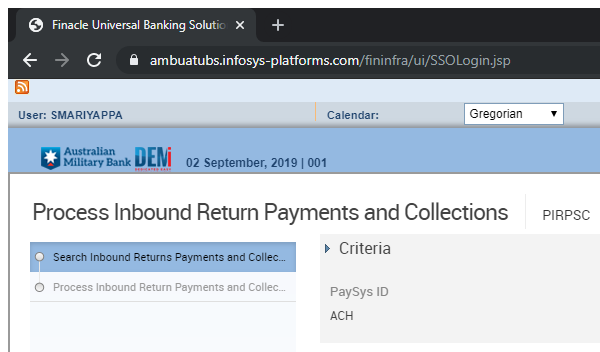 Finacle Universal Banking Solutio
ambuatubs.infosys-platforms.com/fininfra/ui/SSOLogin.jsp
User: SMARIYAPPA
Calendar:
Gregorian
Australian
Military Bank
02 September, 2019 | 001
Process Inbound Return Payments and Collections
PIRPSC
Search Inbound Returns Payments and Collec...
Process Inbound Return Payments and Collec...
Criteria
PaySys ID
ACH